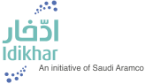 ادّخار
Idikhar
An initiative of Saudi Aramco